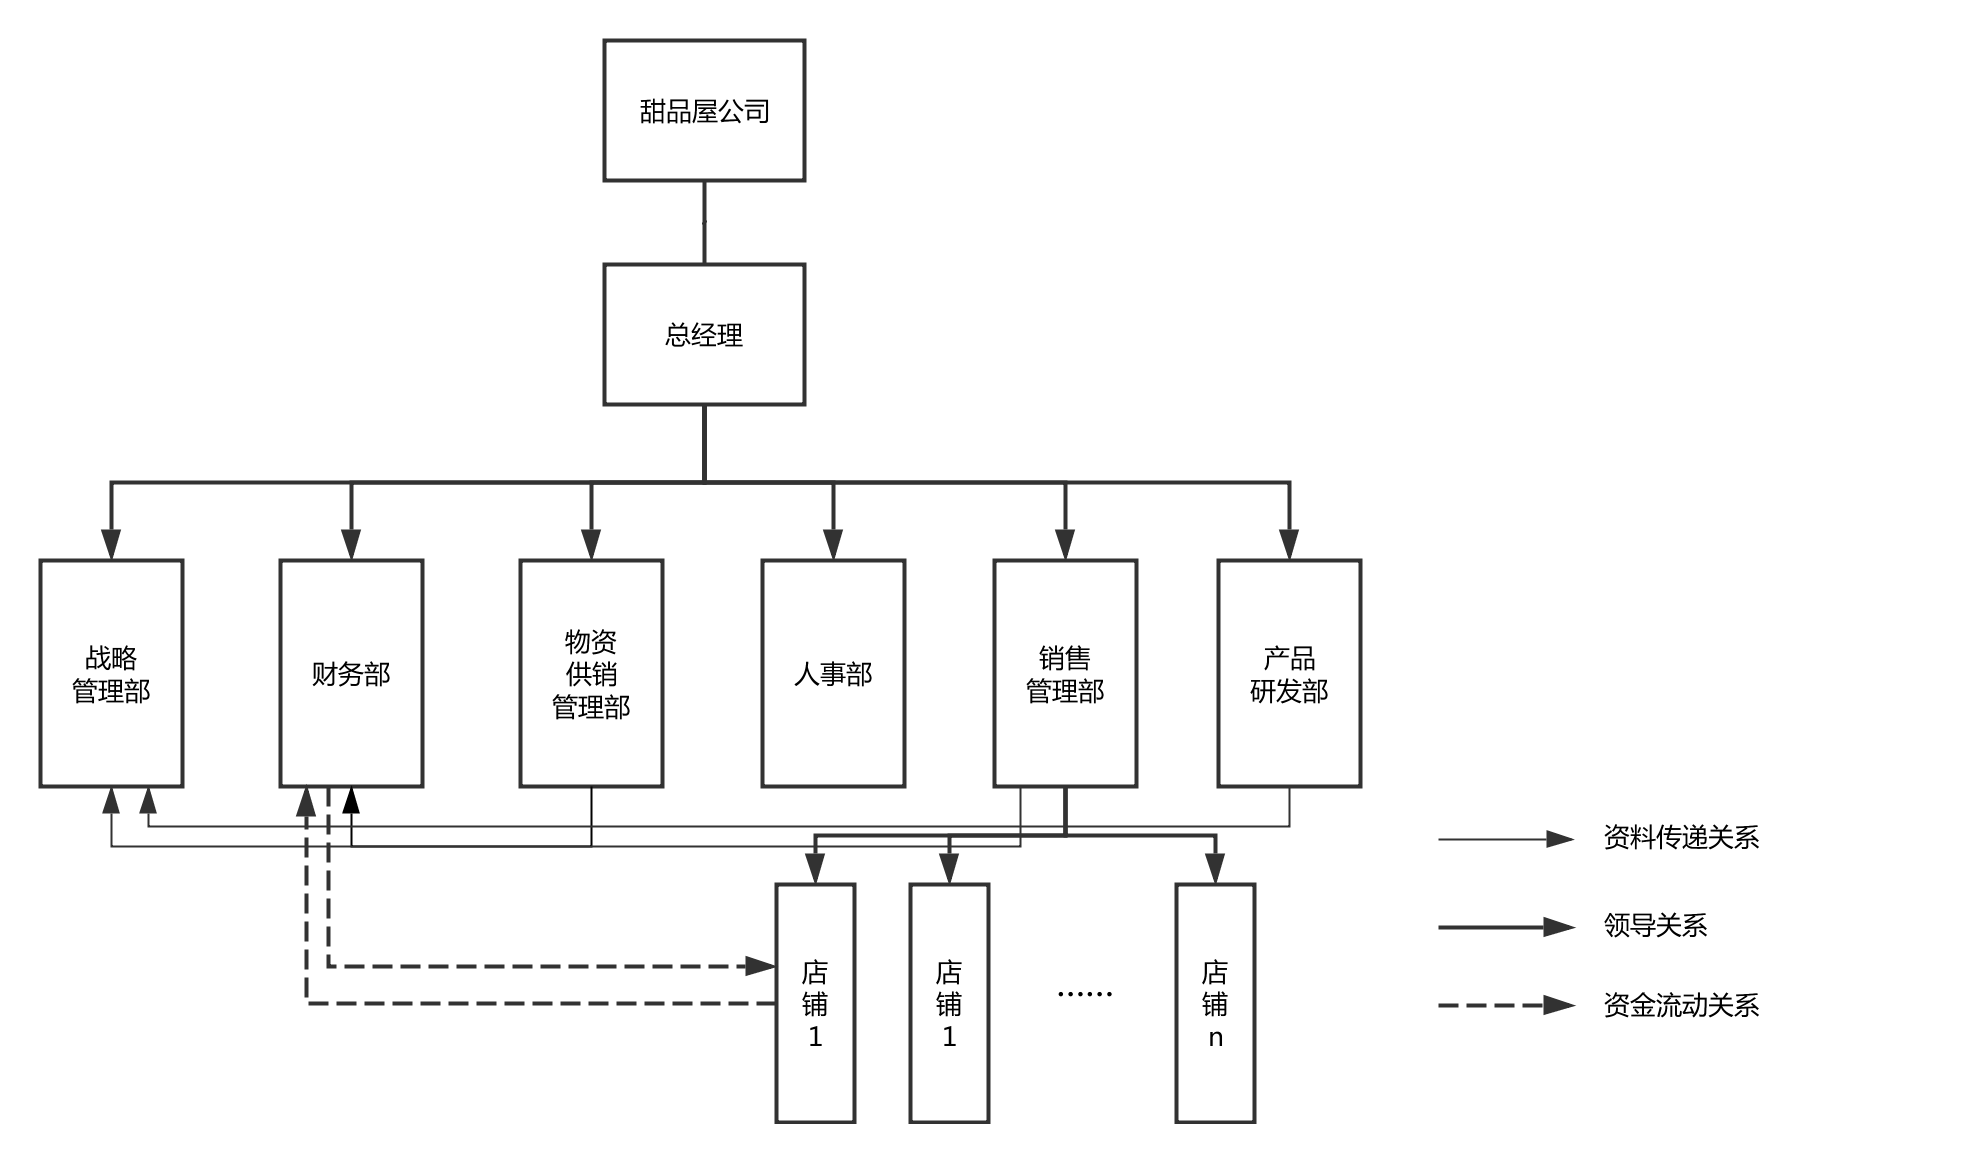 甜品屋公司
总经理
战略
管理部
财务部
物资
供销
管理部
人事部
销售
管理部
产品
研发部
资料传递关系
领导关系
资金流动关系
店
铺
1
店
铺
1
……
店
铺
n